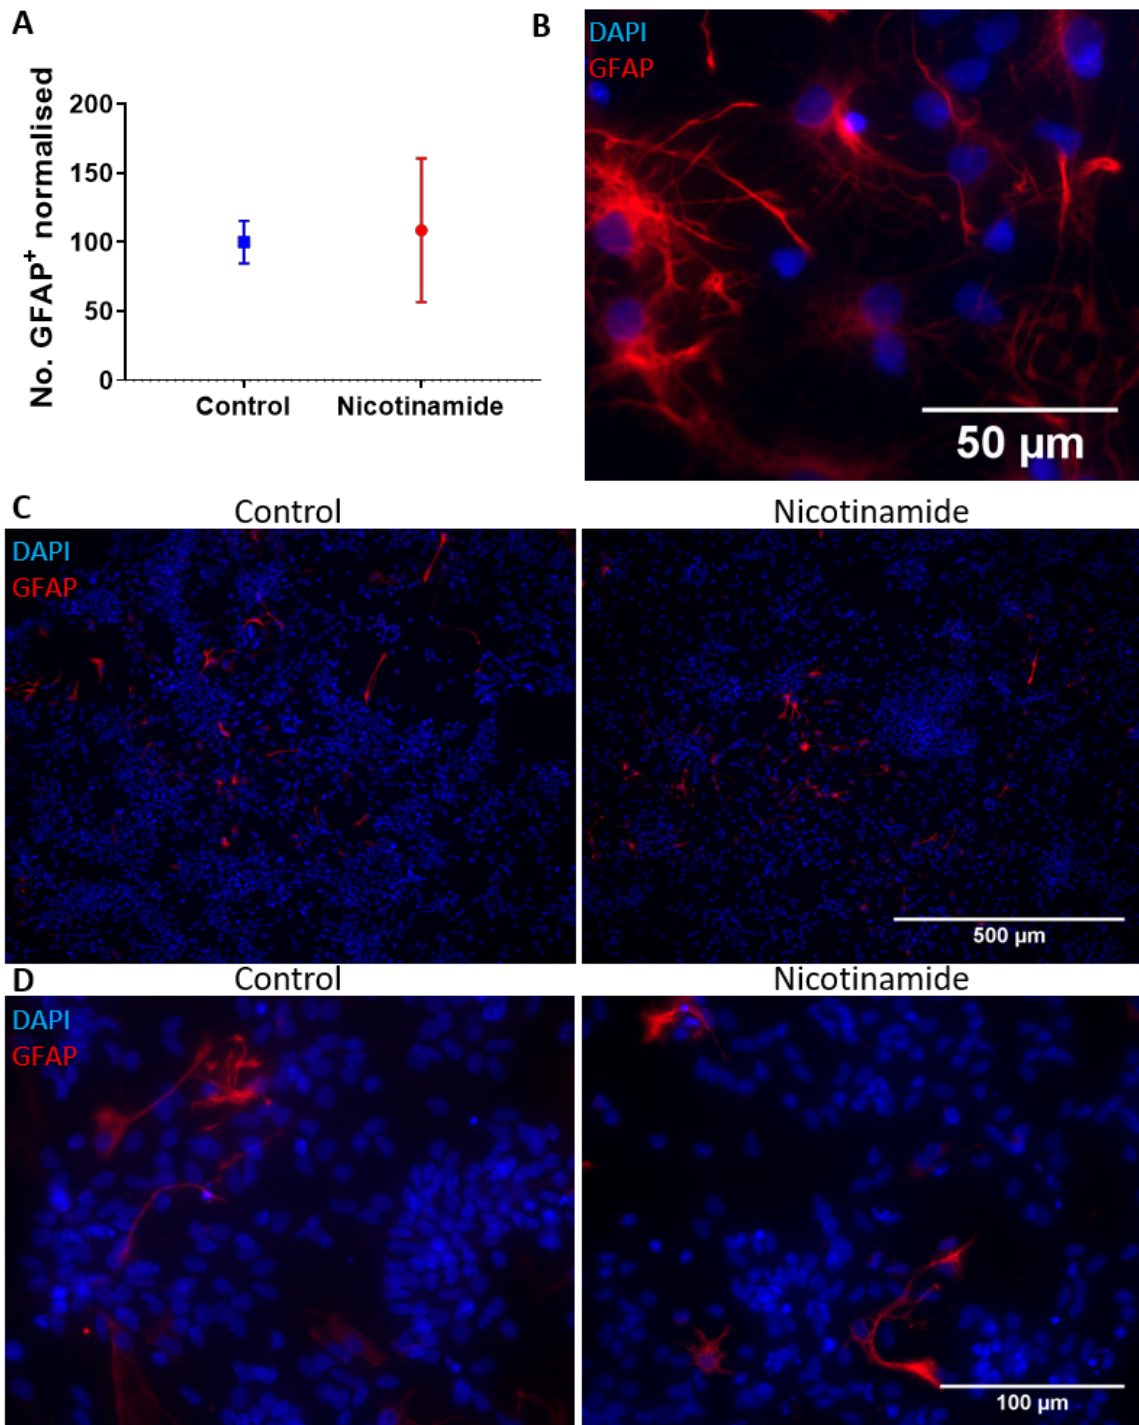 A
No. GFAP⁺ normalised
200
150
100
50
0
Control
Nicotinamide
B
DAPI
GFAP
50 µm
C
Control
Nicotinamide
DAPI
GFAP
500 µm
D
Control
Nicotinamide
DAPI
GFAP
100 µm